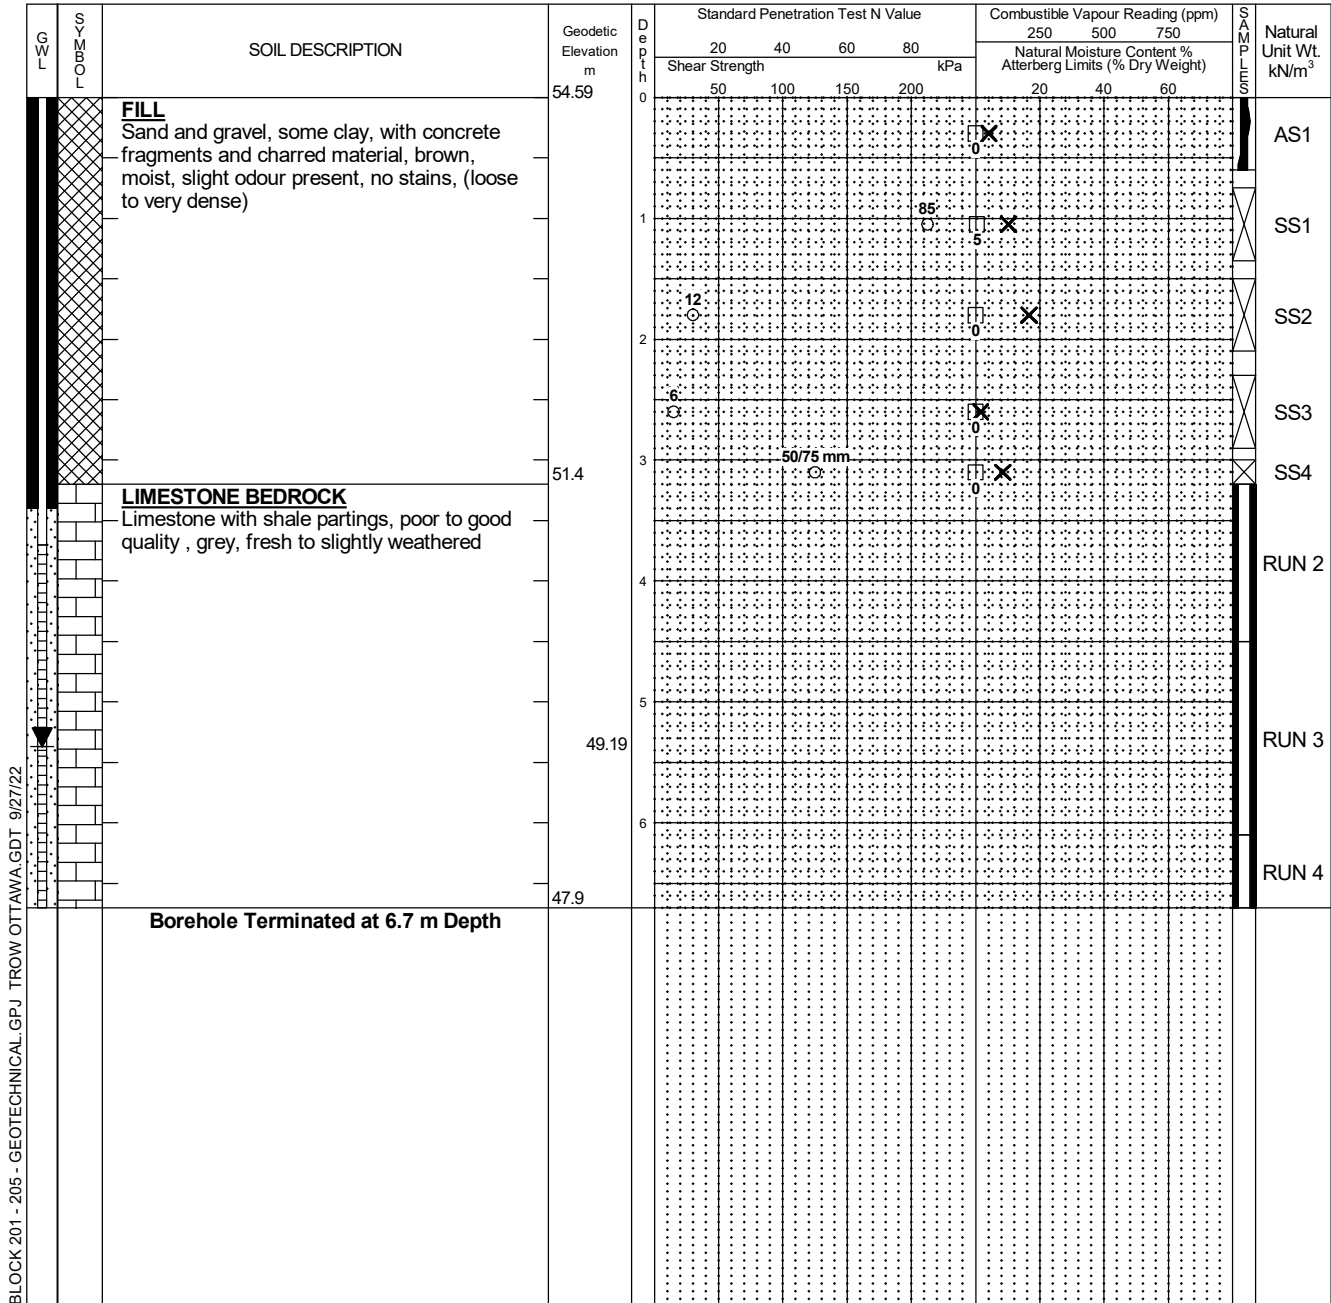 GWL
SYMBOL
SOIL DESCRIPTION
Geodetic
Elevation
m
54.59
Depth
Standard Penetration Test N Value
20 40 60 80
Shear Strength kPa
50 100 150 200
Combustible Vapour Reading (ppm)
250 500 750
Natural Moisture Content %
Atterberg Limits (% Dry Weight)
20 40 60
SAMPLES
Natural
Unit Wt.
kN/m³
0
FILL
Sand and gravel, some clay, with concrete
fragments and charred material, brown,
moist, slight odour present, no stains, (loose
to very dense)
0
AS1
1
85
5
SS1
12
0
SS2
2
6
0
SS3
3
50/75 mm
0
SS4
51.4
LIMESTONE BEDROCK
Limestone with shale partings, poor to good
quality , grey, fresh to slightly weathered
RUN 2
4
5
49.19
RUN 3
6
RUN 4
47.9
Borehole Terminated at 6.7 m Depth
BLOCK 201 - 205 - GEOTECHNICAL.GPJ TROW OTTAWA.GDT 9/27/22